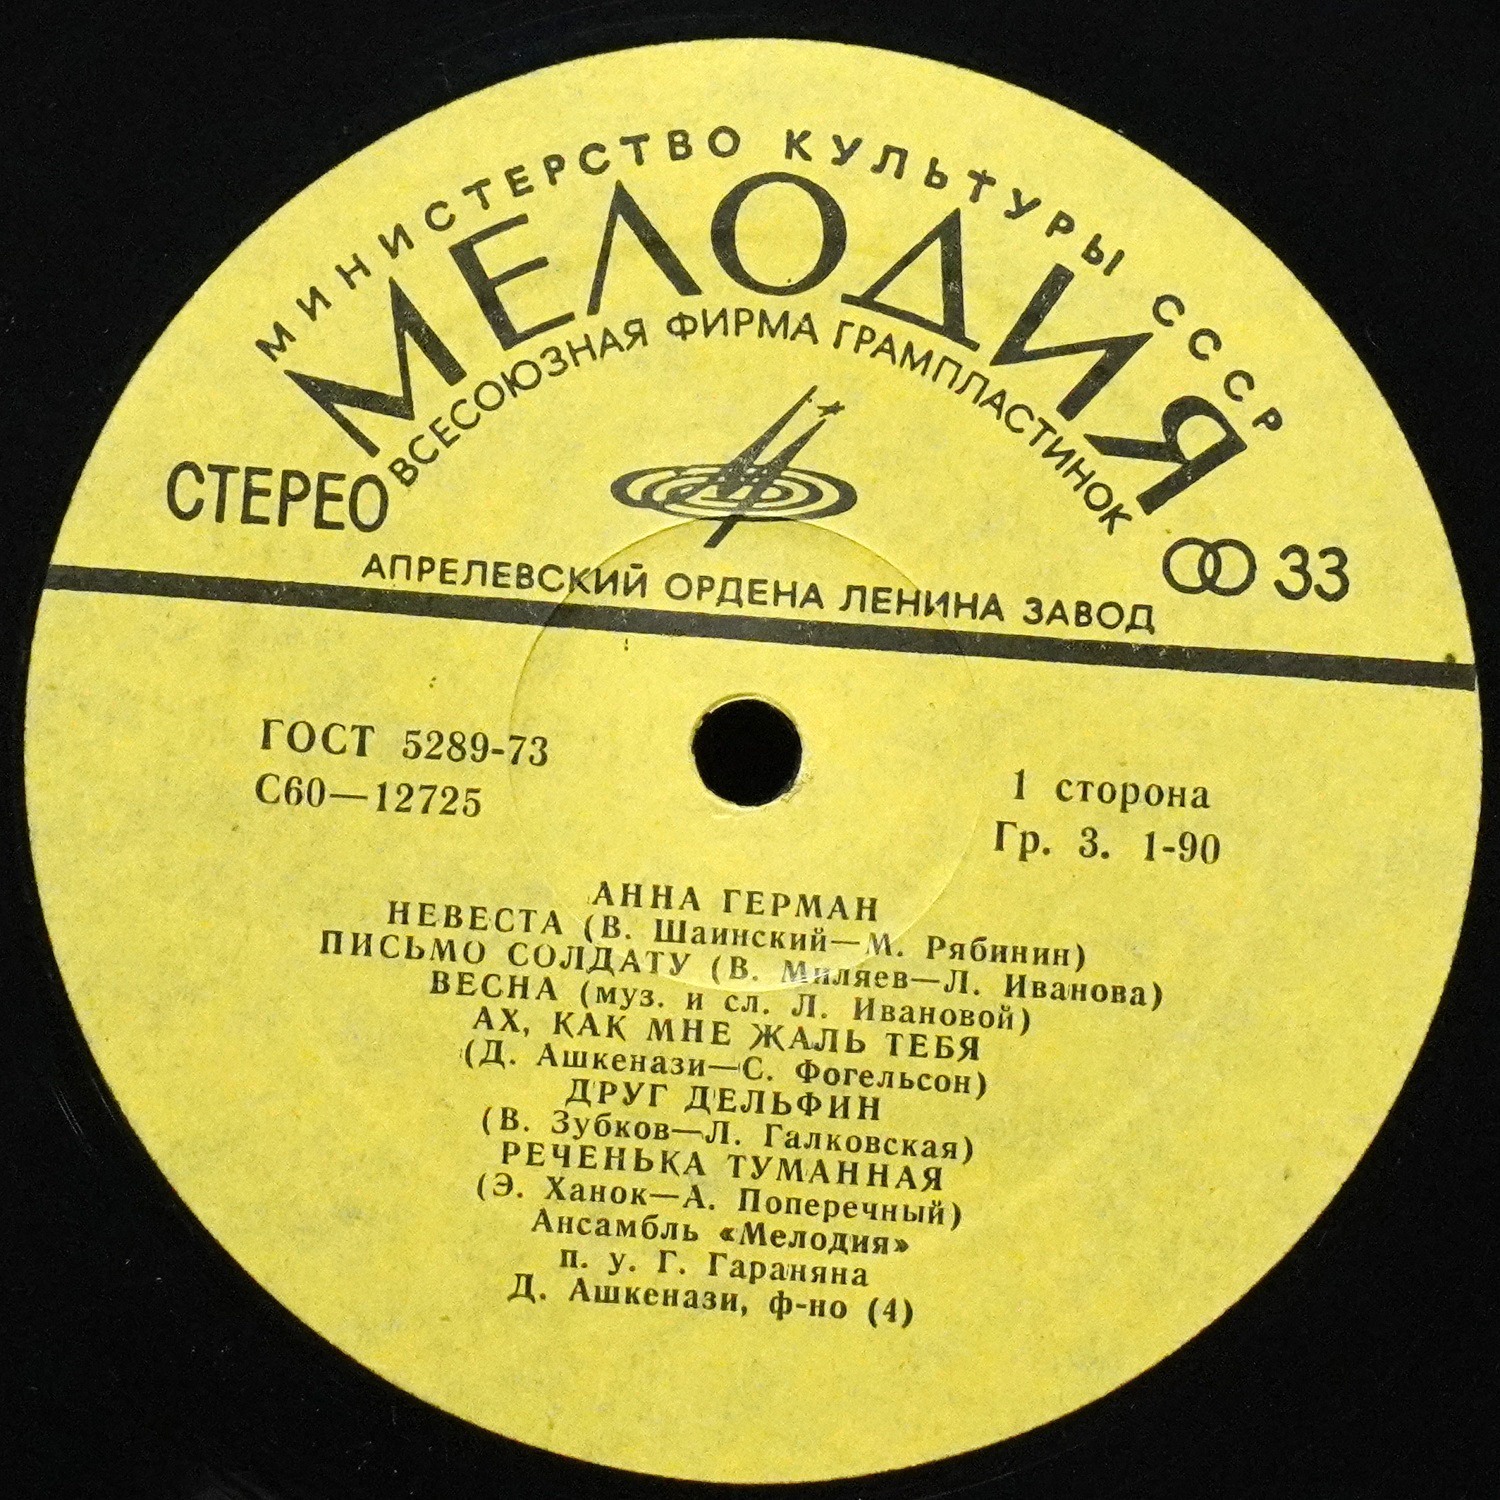 МИНИСТЕРСТВО КУЛЬТУРЫ СССР
МЕЛОДИЯ
ВСЕСОЮЗНАЯ ФИРМА ГРАМПЛАСТИНОК
СТЕРЕО
33
АПРЕЛЕВСКИЙ ОРДЕНА ЛЕНИНА ЗАВОД
ГОСТ 5289-73
С60—12725
1 сторона
Гр. 3. 1-90
АННА ГЕРМАН
НЕВЕСТА (В. Шаинский—М. Рябинин)
ПИСЬМО СОЛДАТУ (В. Миляев—Л. Иванова)
ВЕСНА (муз. и сл. Л. Ивановой)
АХ, КАК МНЕ ЖАЛЬ ТЕБЯ
(Д. Ашкенази—С. Фогельсон)
ДРУГ ДЕЛЬФИН
(В. Зубков—Л. Галковская)
РЕЧЕНЬКА ТУМАННАЯ
(Э. Ханок—А. Поперечный)
Ансамбль «Мелодия»
п. у. Г. Гараняна
Д. Ашкенази, ф-но (4)